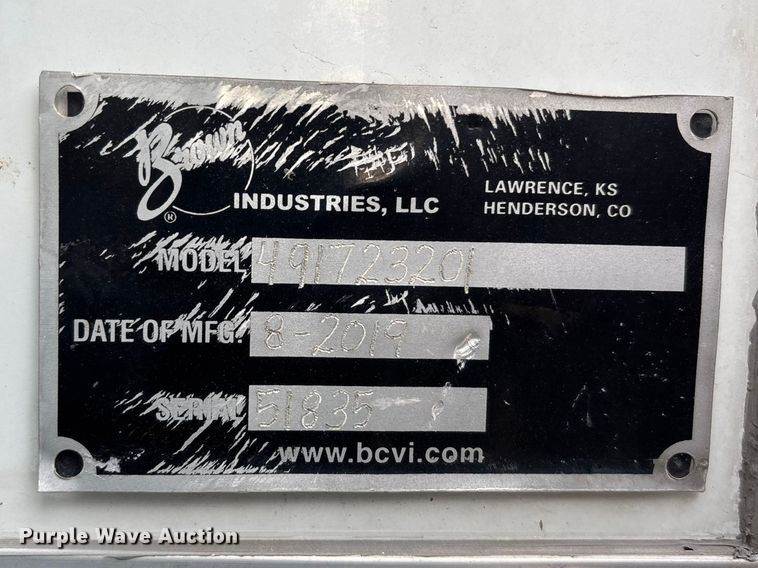 Brown ®
INDUSTRIES, LLC
LAWRENCE, KS
HENDERSON, CO
MODEL 491723201
DATE OF MFG. 8-2019
SERIAL 51835
www.bcvi.com
Purple Wave Auction